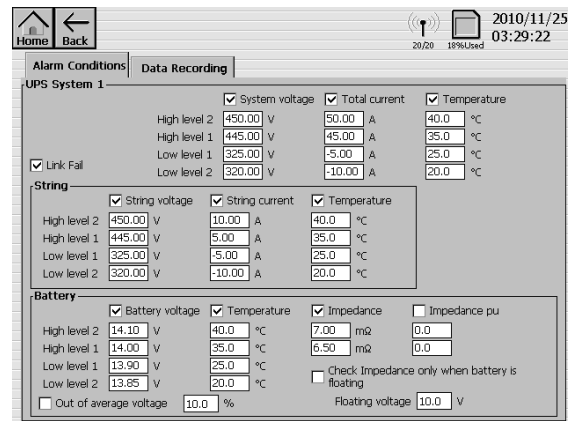 Home Back 20/20 18%Used 2010/11/25
03:29:22
Alarm Conditions Data Recording
UPS System 1
System voltage Total current Temperature
High level 2 450.00 V 50.00 A 40.0 °C
High level 1 445.00 V 45.00 A 35.0 °C
Low level 1 325.00 V -5.00 A 25.0 °C
Link Fail
Low level 2 320.00 V -10.00 A 20.0 °C
String
String voltage String current Temperature
High level 2 450.00 V 10.00 A 40.0 °C
High level 1 445.00 V 5.00 A 35.0 °C
Low level 1 325.00 V -5.00 A 25.0 °C
Low level 2 320.00 V -10.00 A 20.0 °C
Battery
Battery voltage Temperature Impedance Impedance pu
High level 2 14.10 V 40.0 °C 7.00 mΩ 0.0
High level 1 14.00 V 35.0 °C 6.50 mΩ 0.0
Low level 1 13.90 V 25.0 °C
Low level 2 13.85 V 20.0 °C
Check Impedance only when battery is
floating
Out of average voltage 10.0 % Floating voltage 10.0 V